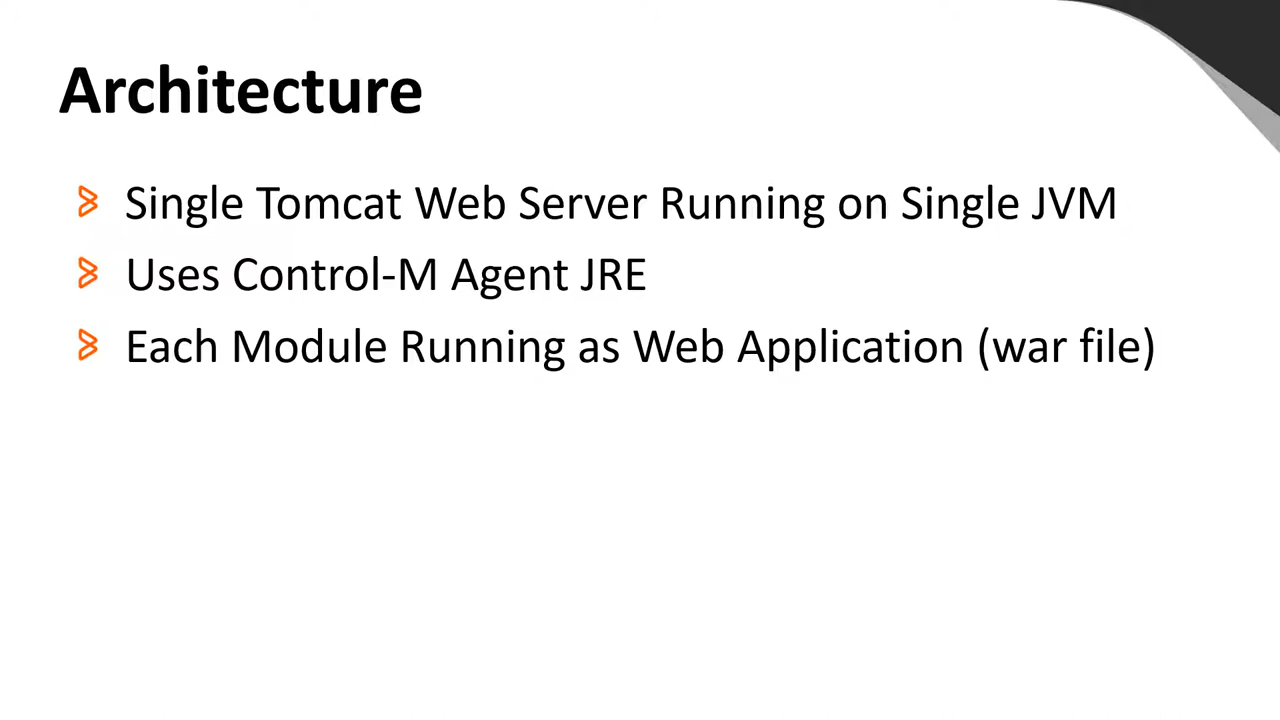 Architecture
Single Tomcat Web Server Running on Single JVM
Uses Control-M Agent JRE
Each Module Running as Web Application (war file)